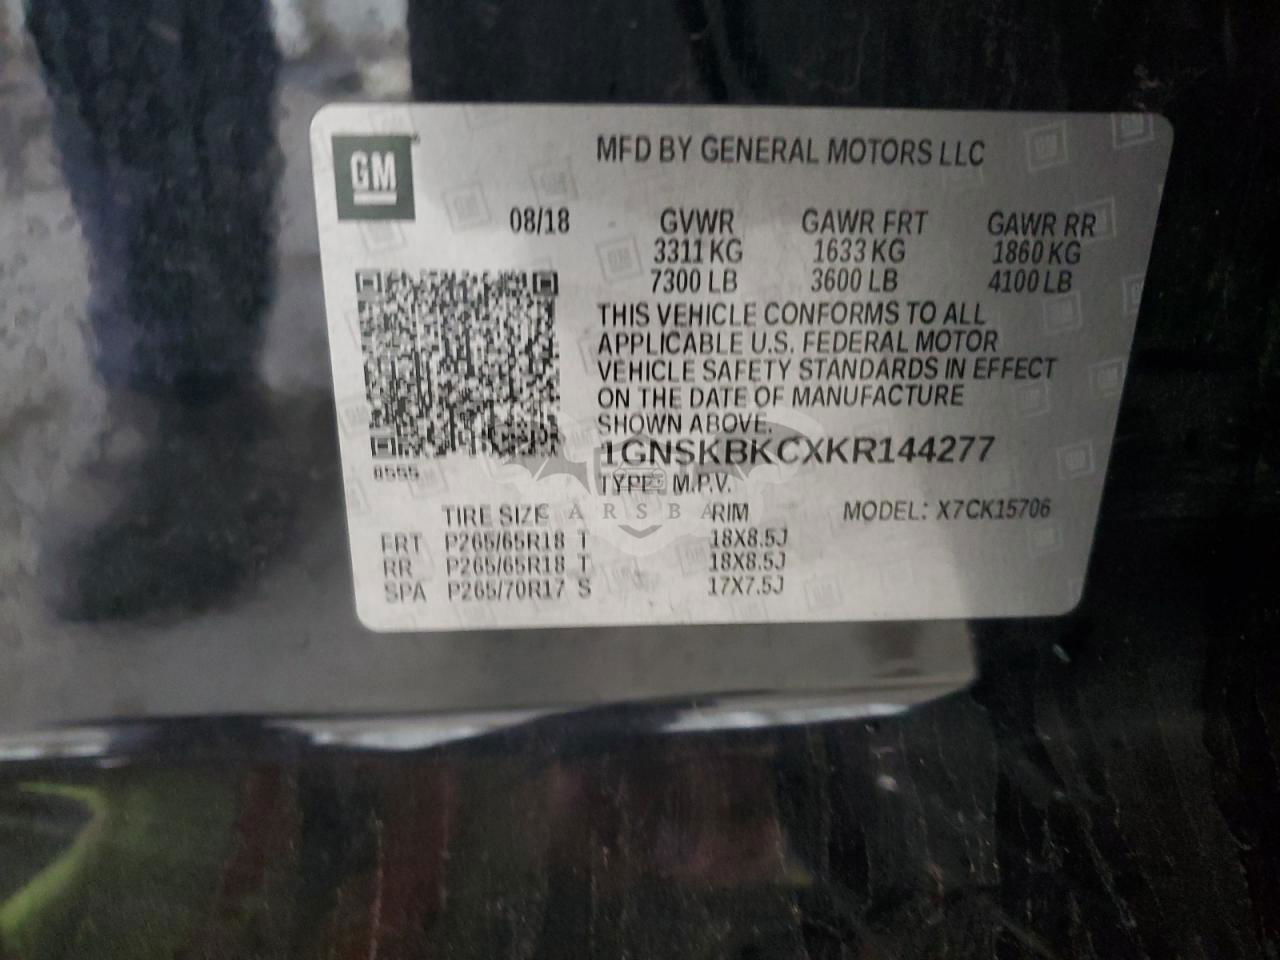 GM
MFD BY GENERAL MOTORS LLC
08/18 GVWR GAWR FRT GAWR RR
3311 KG 1633 KG 1860 KG
7300 LB 3600 LB 4100 LB
THIS VEHICLE CONFORMS TO ALL
APPLICABLE U.S. FEDERAL MOTOR
VEHICLE SAFETY STANDARDS IN EFFECT
ON THE DATE OF MANUFACTURE
SHOWN ABOVE.
1GNSKBKCXKR144277
8555
TYPE: M.P.V.
CARSBA
TIRE SIZE RIM MODEL: X7CK15706
FRT P265/65R18 T 18X8.5J
RR P265/65R18 T 18X8.5J
SPA P265/70R17 S 17X7.5J